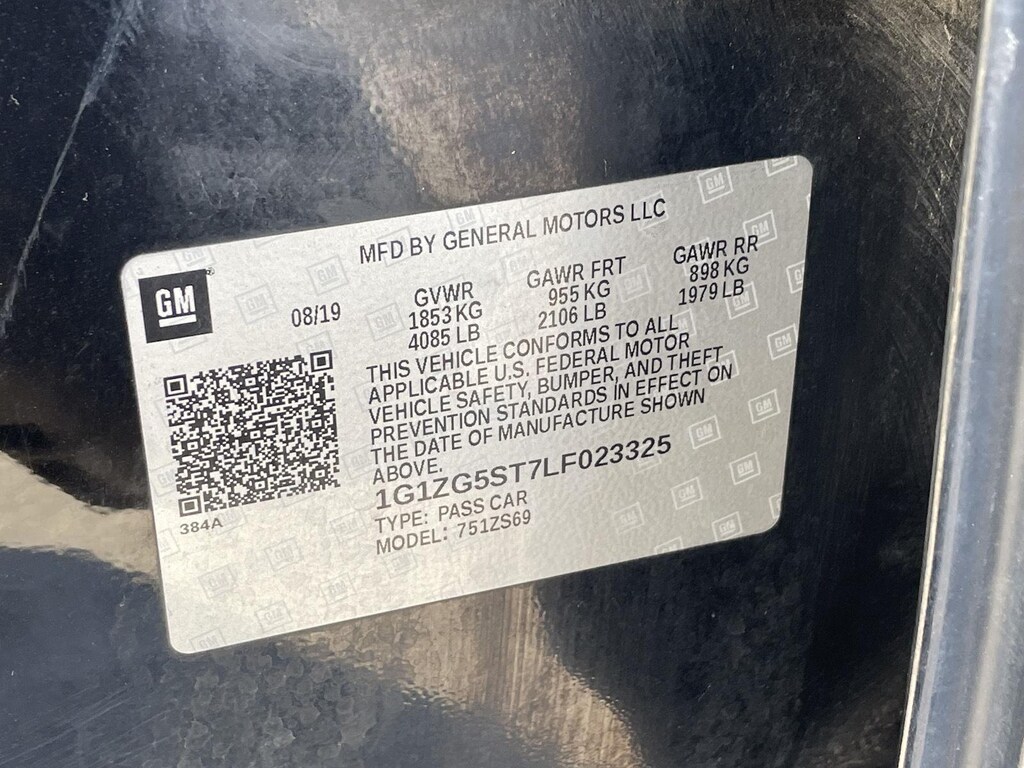 MFD BY GENERAL MOTORS LLC
GM
08/19
GVWR
1853 KG
4085 LB
GAWR FRT
955 KG
2106 LB
GAWR RR
898 KG
1979 LB
THIS VEHICLE CONFORMS TO ALL
APPLICABLE U.S. FEDERAL MOTOR
VEHICLE SAFETY, BUMPER, AND THEFT
PREVENTION STANDARDS IN EFFECT ON
THE DATE OF MANUFACTURE SHOWN
ABOVE.
1G1ZG5ST7LF023325
TYPE: PASS CAR
MODEL: 751ZS69
384A